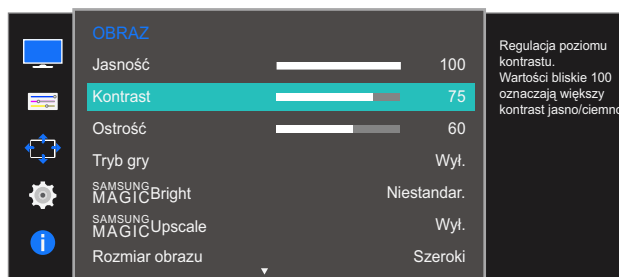 OBRAZ
Jasność 100
Kontrast 75
Ostrość 60
Tryb gry Wył.
SAMSUNG MAGIC Bright Niestandar.
SAMSUNG MAGIC Upscale Wył.
Rozmiar obrazu Szeroki
Regulacja poziomu
kontrastu.
Wartości bliskie 100
oznaczają większy
kontrast jasno/ciemno